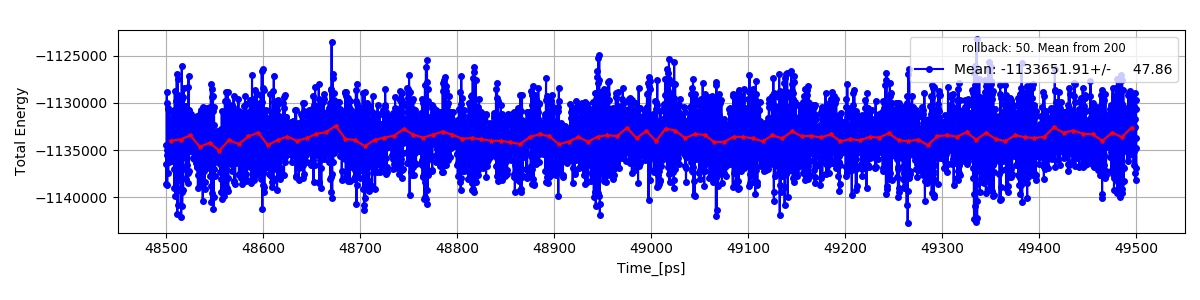 rollback: 50. Mean from 200
Mean: -1133651.91+/- 47.86
Total Energy
−1125000
−1130000
−1135000
−1140000
48500 48600 48700 48800 48900 49000 49100 49200 49300 49400 49500
Time_[ps]